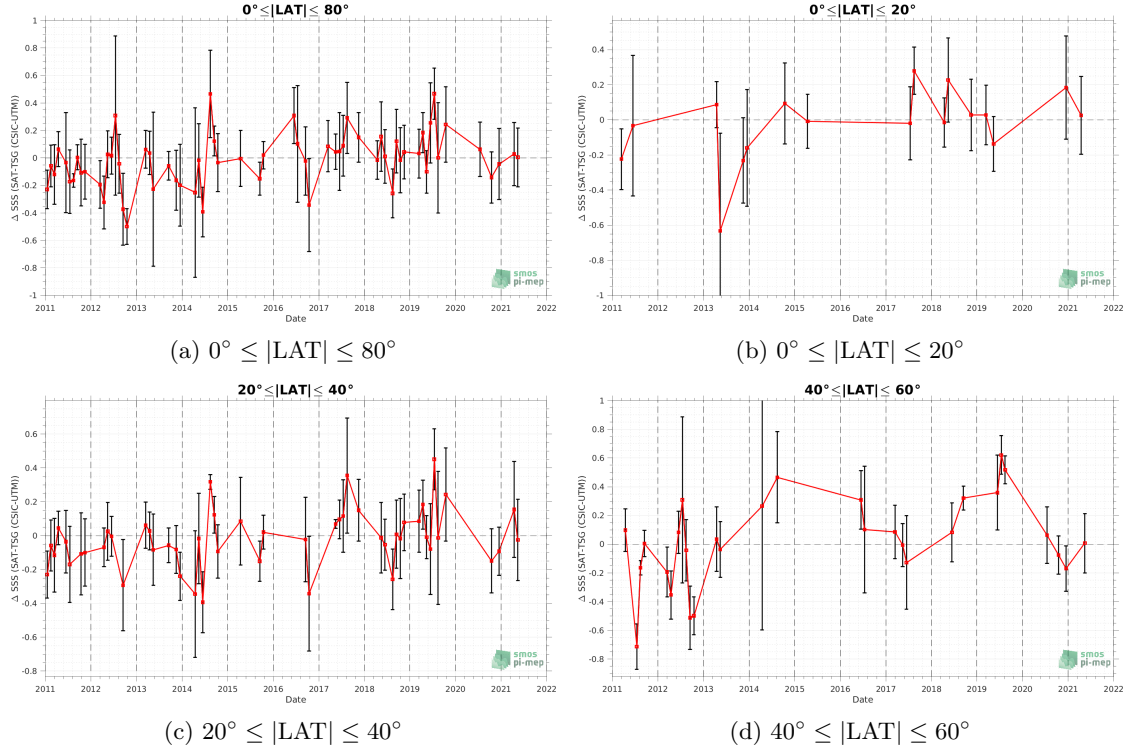 0°≤|LAT|≤ 80°
Δ SSS (SAT-TSG (CSIC-UTM))
1
0.8
0.6
0.4
0.2
0
-0.2
-0.4
-0.6
-0.8
-1
2011 2012 2013 2014 2015 2016 2017 2018 2019 2020 2021 2022
Date
smos
pi-mep
(a) 0° ≤ |LAT| ≤ 80°
0°≤|LAT|≤ 20°
Δ SSS (SAT-TSG (CSIC-UTM))
0.4
0.2
0
-0.2
-0.4
-0.6
-0.8
-1
2011 2012 2013 2014 2015 2016 2017 2018 2019 2020 2021 2022
Date
smos
pi-mep
(b) 0° ≤ |LAT| ≤ 20°
20°≤|LAT|≤ 40°
Δ SSS (SAT-TSG (CSIC-UTM))
0.6
0.4
0.2
0
-0.2
-0.4
-0.6
-0.8
2011 2012 2013 2014 2015 2016 2017 2018 2019 2020 2021 2022
Date
smos
pi-mep
(c) 20° ≤ |LAT| ≤ 40°
40°≤|LAT|≤ 60°
Δ SSS (SAT-TSG (CSIC-UTM))
1
0.8
0.6
0.4
0.2
0
-0.2
-0.4
-0.6
-0.8
2011 2012 2013 2014 2015 2016 2017 2018 2019 2020 2021 2022
Date
smos
pi-mep
(d) 40° ≤ |LAT| ≤ 60°